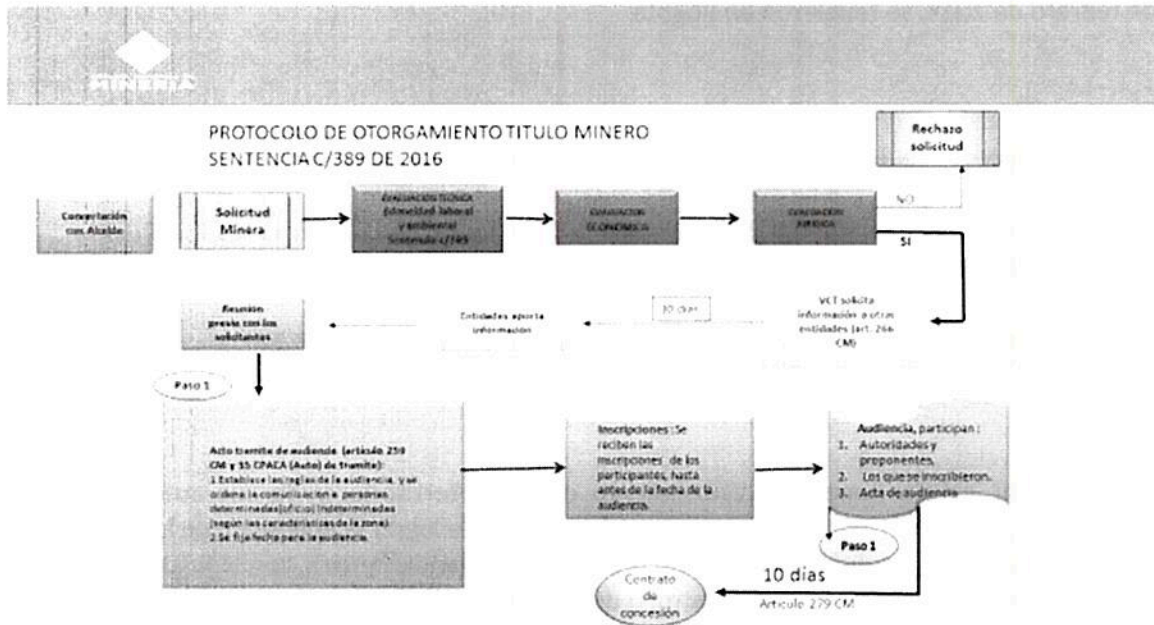 MINERIA
PROTOCOLO DE OTORGAMIENTO TITULO MINERO
SENTENCIA C/389 DE 2016
Rechazo
solicitud
Concertación
con Alcalde
Solicitud
Minera
EVALUACION TECNICA
(Idoneidad laboral
y ambiental
Sentencia c/389
EVALUACION
ECONOMICA
EVALUACION
JURIDICA
NO
SI
Reunión
previa con los
solicitantes
Entidades aporta
información
10 días
VCT solicita
información a otras
entidades (art. 266
CM)
Paso 1
Acto tramite de audiencia (artículo 259
CM y 35 CPACA (Auto) de tramite):
1.Establece las reglas de la audiencia, y se
ordena la comunicación a personas
determinadas(oficio) Indeterminadas
(según las características de la zona).
2.Se fija fecha para la audiencia.
Inscripciones: Se
reciben las
inscripciones de los
participantes, hasta
antes de la fecha de la
audiencia.
Audiencia, participan:
1. Autoridades y
proponentes,
2. Los que se inscribieron.
3. Acta de audiencia
Paso 1
10 días
Articulo 279 CM
Contrato
de
concesión